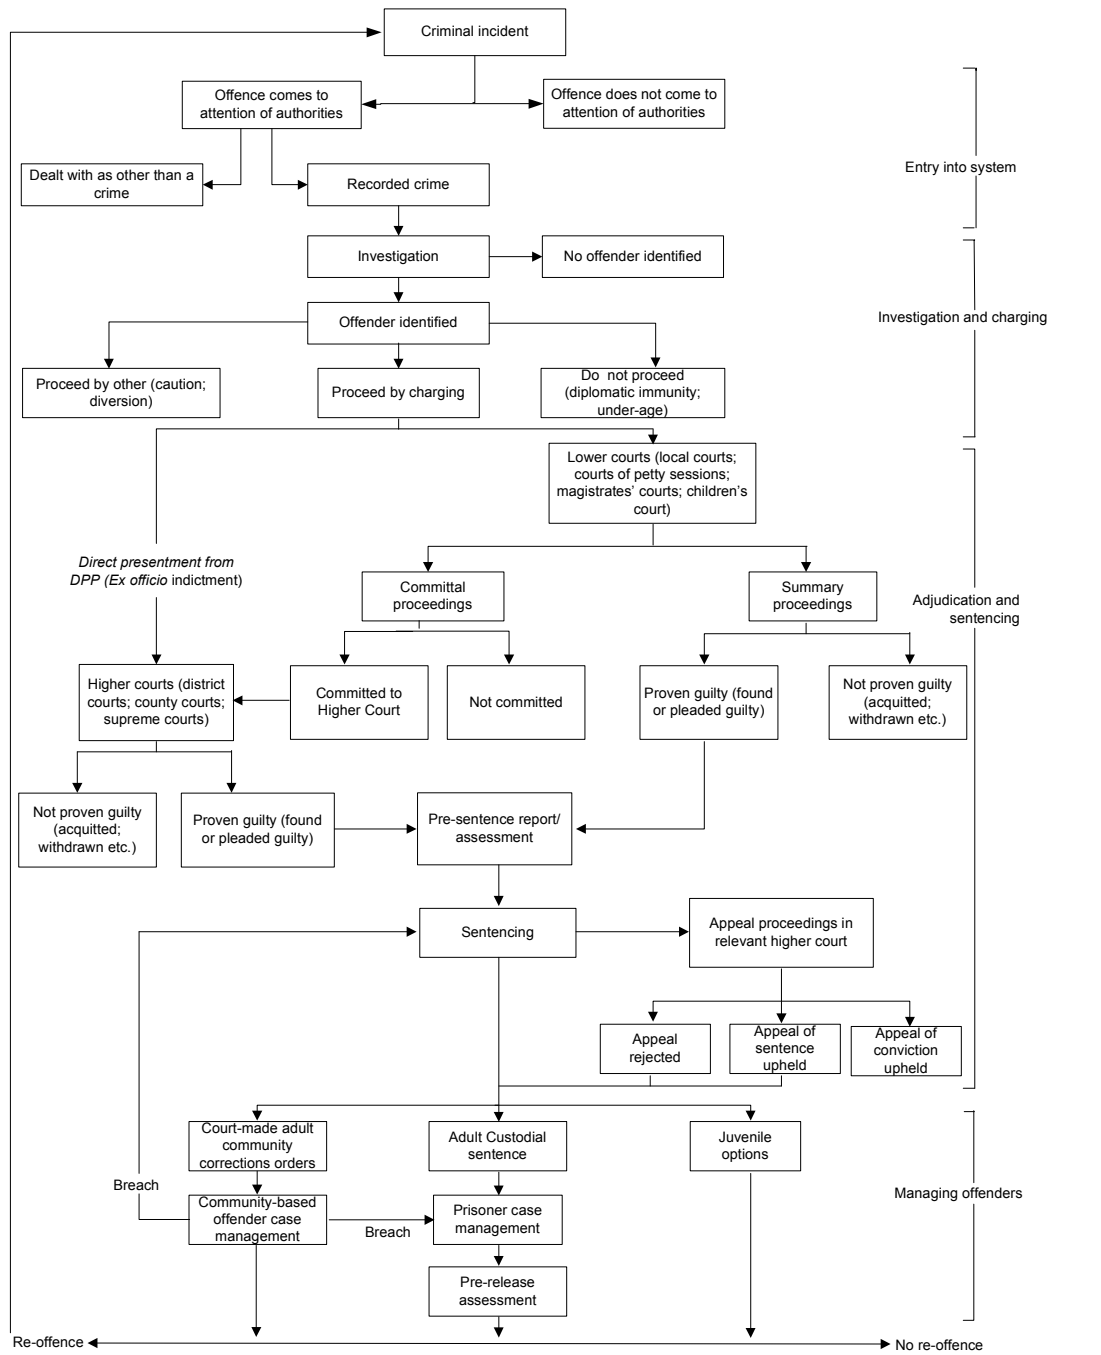 Criminal incident
Offence comes to
attention of authorities
Offence does not come to
attention of authorities
Entry into system
Dealt with as other than a
crime
Recorded crime
Investigation
No offender identified
Investigation and charging
Offender identified
Proceed by other (caution;
diversion)
Proceed by charging
Do  not proceed
(diplomatic immunity;
under-age)
Lower courts (local courts;
courts of petty sessions;
magistrates' courts; children's
court)
Direct presentment from
DPP (Ex officio indictment)
Committal
proceedings
Summary
proceedings
Adjudication and
sentencing
Higher courts (district
courts; county courts;
supreme courts)
Committed to
Higher Court
Not committed
Proven guilty (found
or pleaded guilty)
Not proven guilty
(acquitted;
withdrawn etc.)
Not proven guilty
(acquitted;
withdrawn etc.)
Proven guilty (found
or pleaded guilty)
Pre-sentence report/
assessment
Sentencing
Appeal proceedings in
relevant higher court
Appeal
rejected
Appeal of
sentence
upheld
Appeal of
conviction
upheld
Court-made adult
community
corrections orders
Adult Custodial
sentence
Juvenile
options
Breach
Managing offenders
Community-based
offender case
management
Breach
Prisoner case
management
Pre-release
assessment
Re-offence
No re-offence